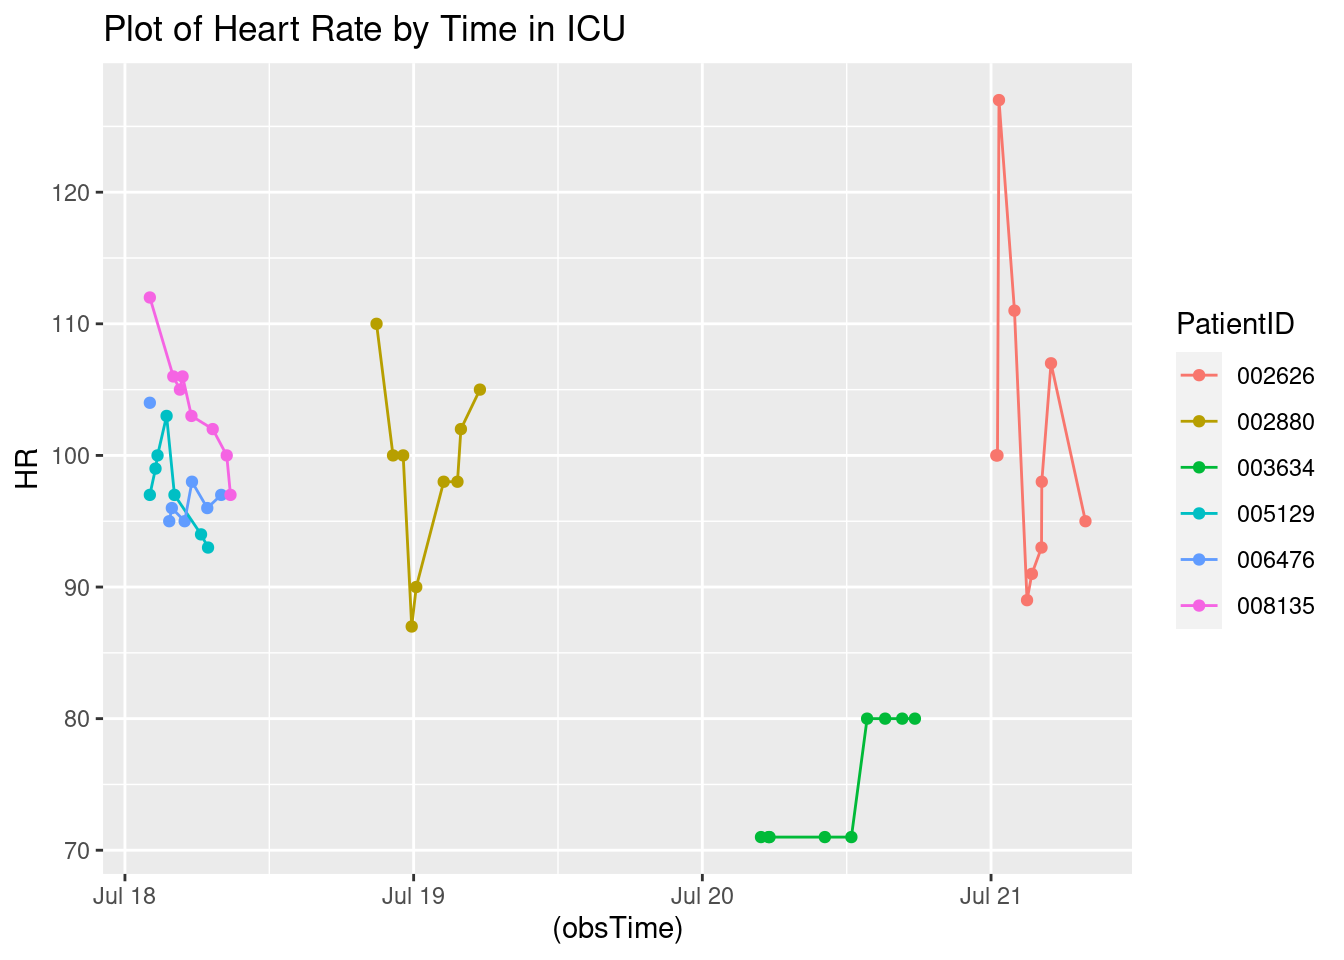 Plot of Heart Rate by Time in ICU
HR
120
110
100
90
80
70
Jul 18 Jul 19 Jul 20 Jul 21
(obsTime)
PatientID
002626
002880
003634
005129
006476
008135